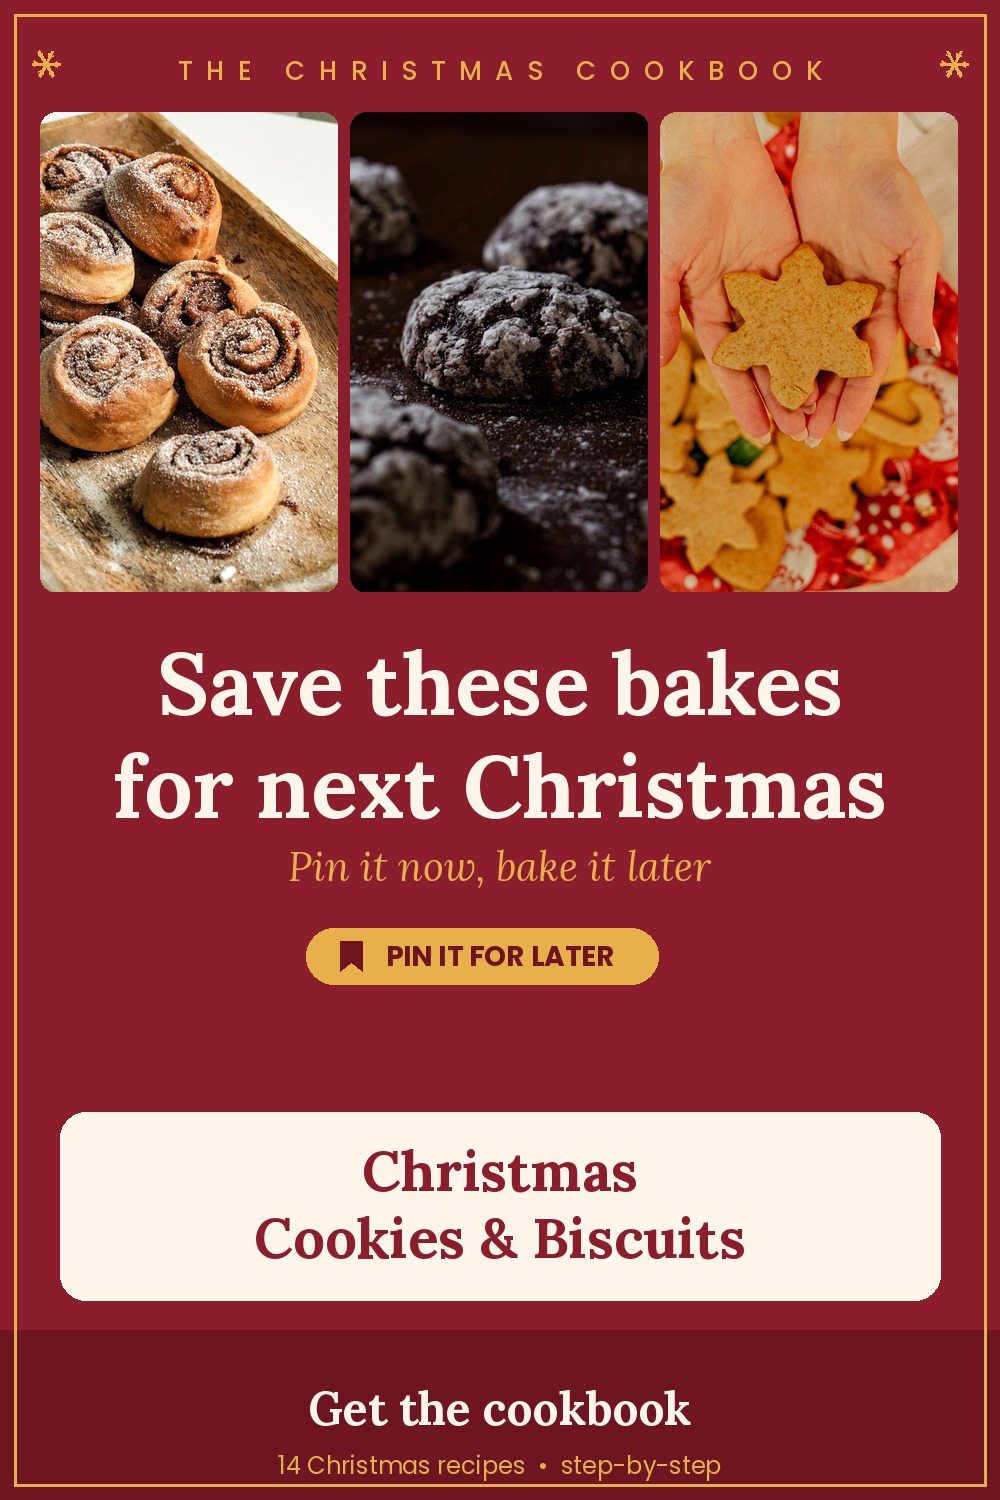 THE CHRISTMAS COOKBOOK
Save these bakes
for next Christmas
Pin it now, bake it later
PIN IT FOR LATER
Christmas
Cookies & Biscuits
Get the cookbook
14 Christmas recipes • step-by-step